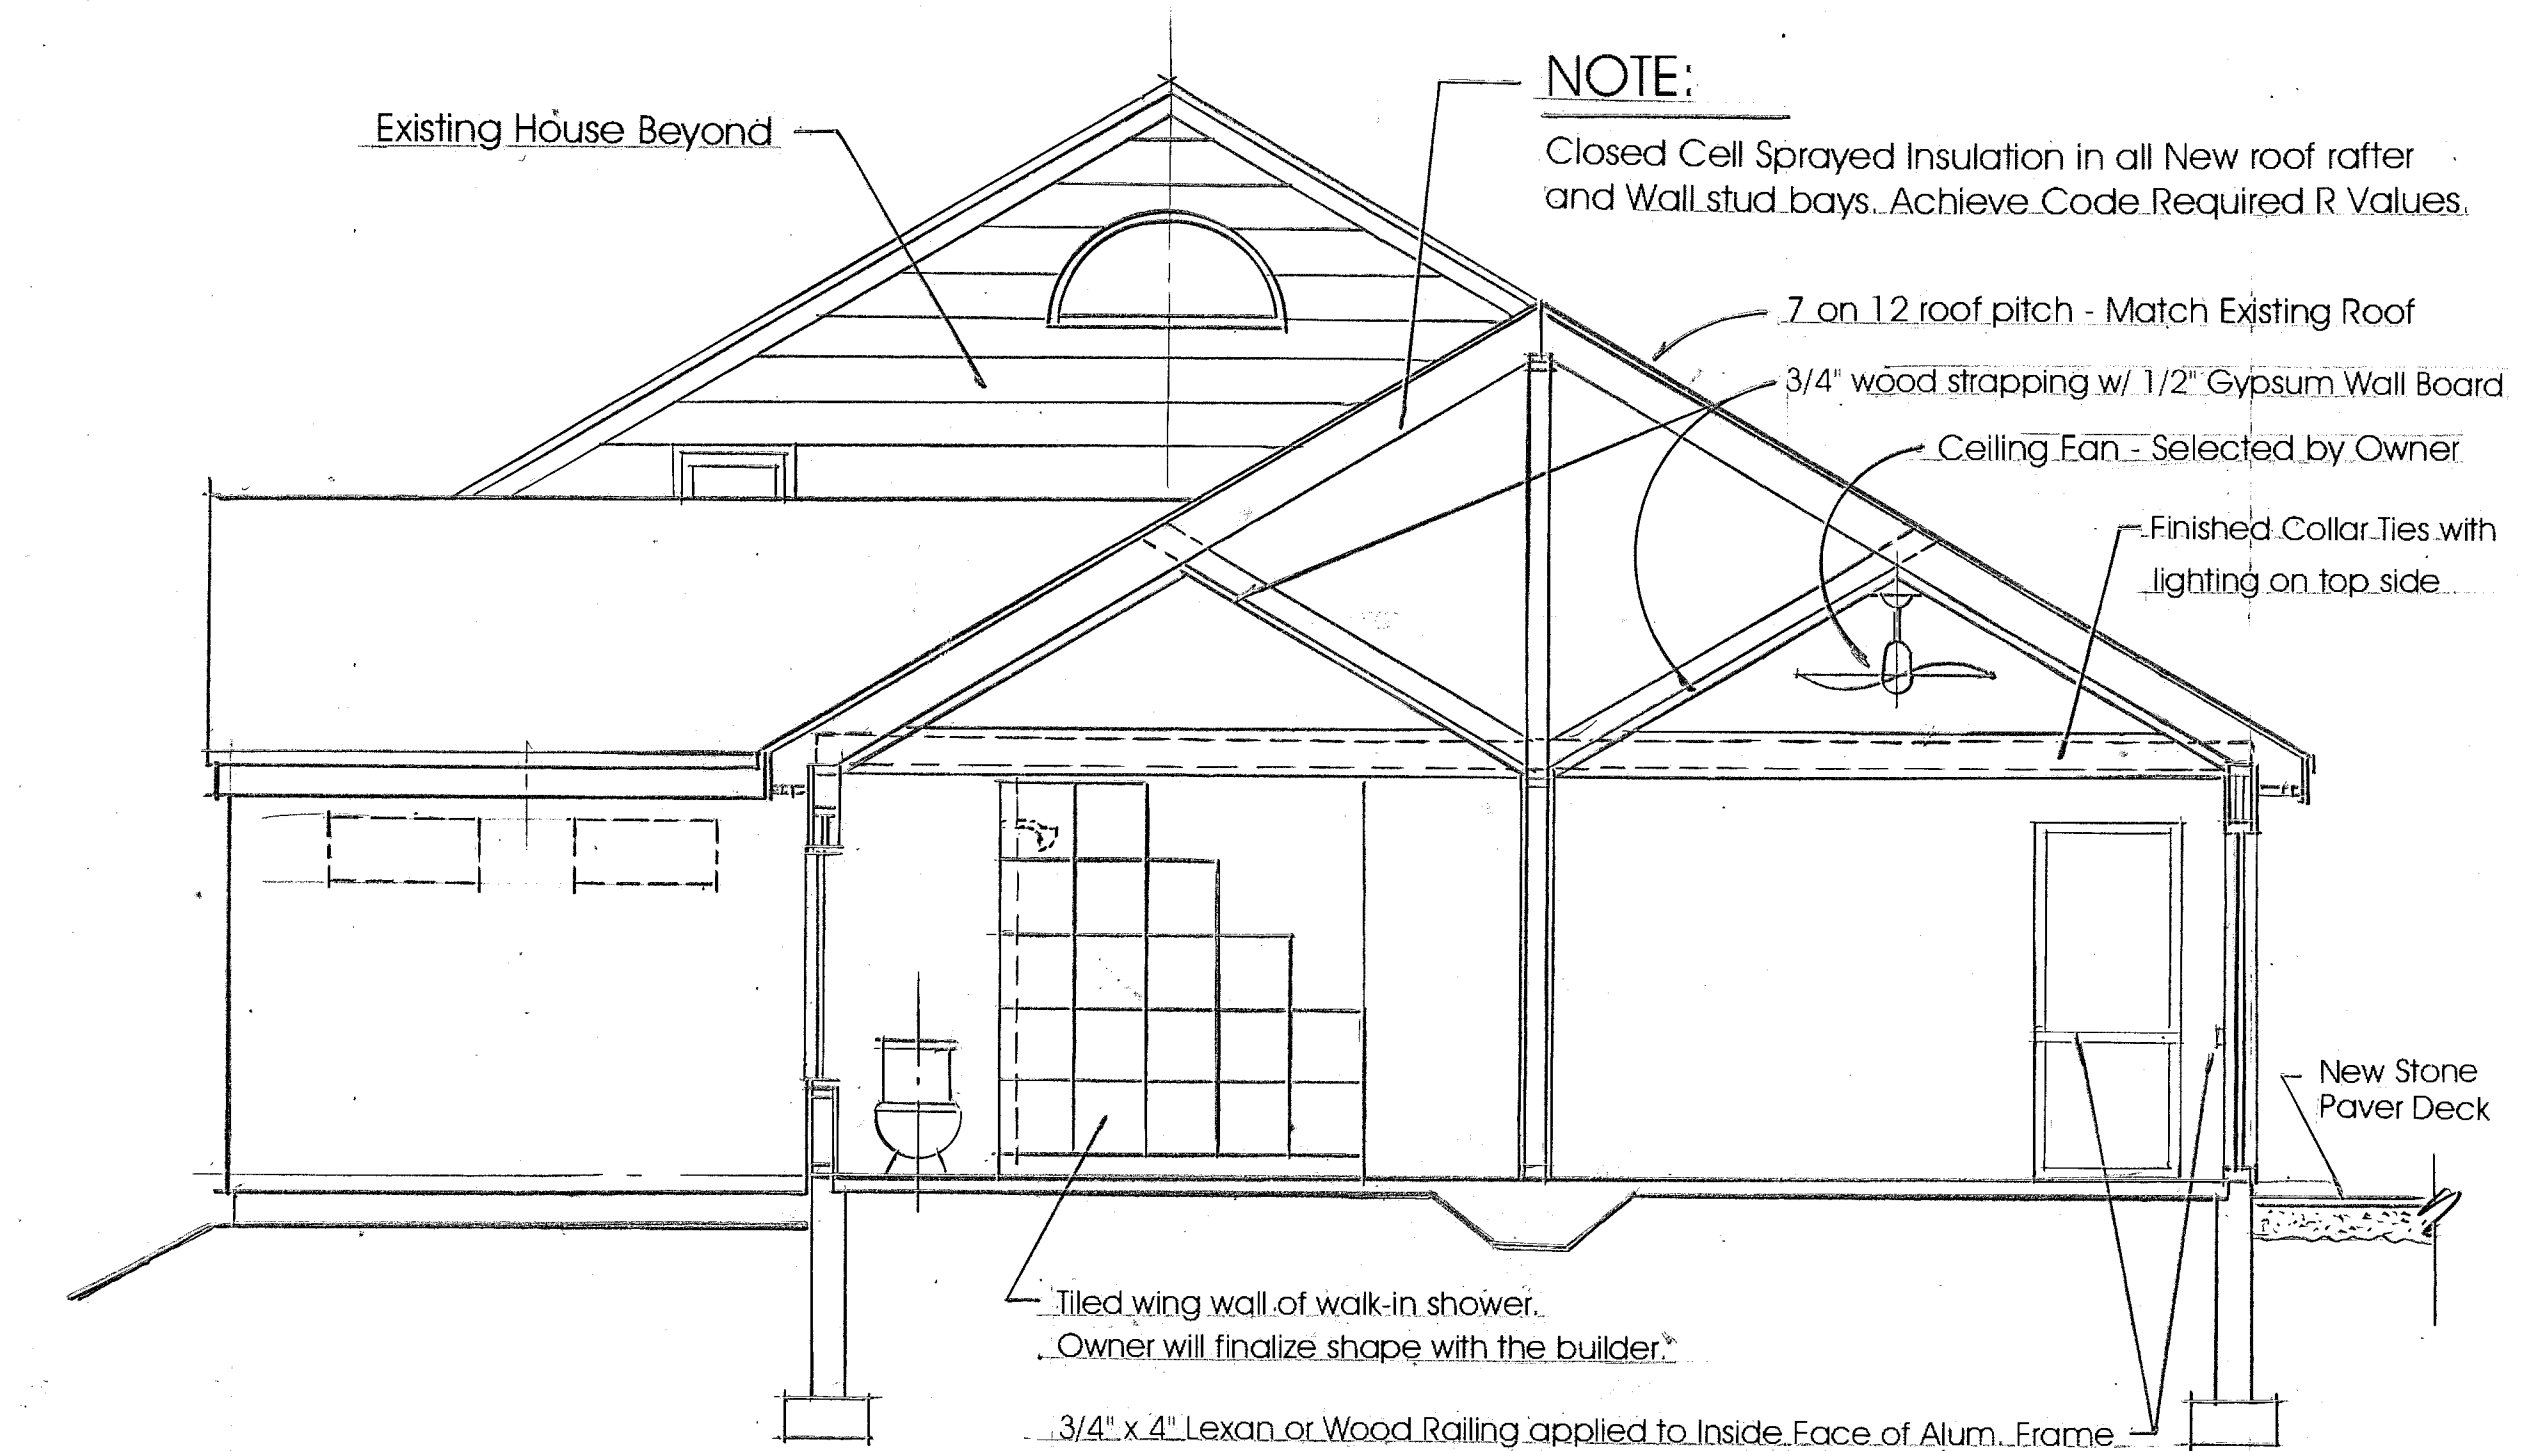 Existing House Beyond
NOTE:
Closed Cell Sprayed Insulation in all New roof rafter
and Wall stud bays. Achieve Code Required R Values.
7 on 12 roof pitch - Match Existing Roof
3/4" wood strapping w/ 1/2" Gypsum Wall Board
Ceiling Fan - Selected by Owner
Finished Collar Ties with
lighting on top side
New Stone
Paver Deck
Tiled wing wall of walk-in shower.
Owner will finalize shape with the builder.
3/4" x 4" Lexan or Wood Railing applied to Inside Face of Alum. Frame